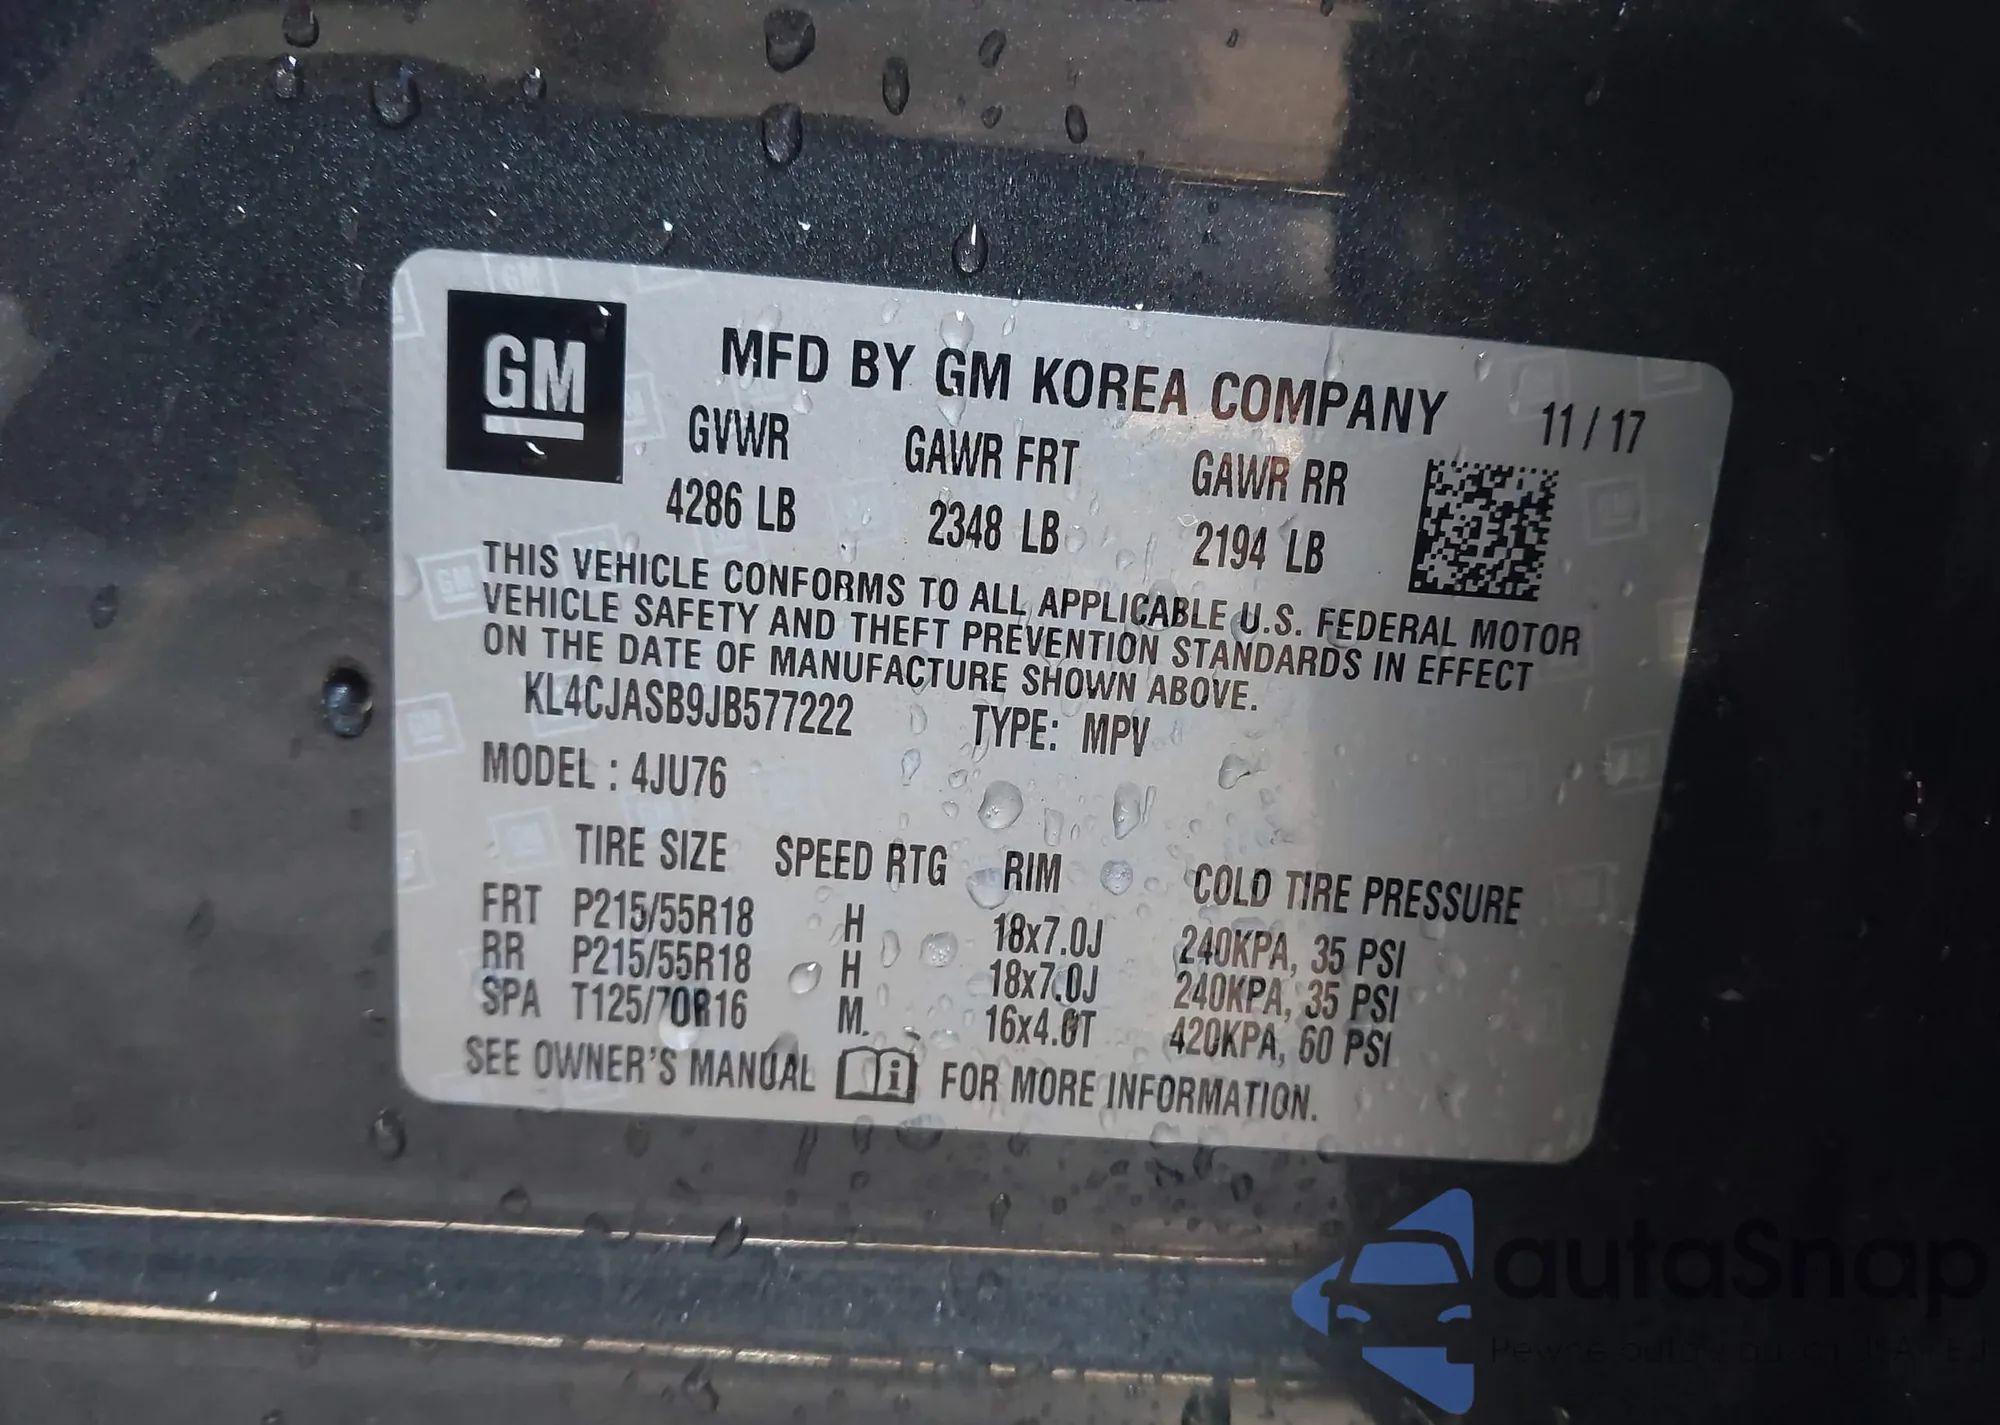 GM
MFD BY GM KOREA COMPANY 11 / 17
GVWR GAWR FRT GAWR RR
4286 LB 2348 LB 2194 LB
THIS VEHICLE CONFORMS TO ALL APPLICABLE U.S. FEDERAL MOTOR
VEHICLE SAFETY AND THEFT PREVENTION STANDARDS IN EFFECT
ON THE DATE OF MANUFACTURE SHOWN ABOVE.
KL4CJASB9JB577222 TYPE: MPV
MODEL : 4JU76
TIRE SIZE SPEED RTG RIM COLD TIRE PRESSURE
FRT P215/55R18 H 18x7.0J 240KPA, 35 PSI
RR P215/55R18 H 18x7.0J 240KPA, 35 PSI
SPA T125/70R16 M 16x4.0T 420KPA, 60 PSI
SEE OWNER'S MANUAL i FOR MORE INFORMATION.
autaSnap